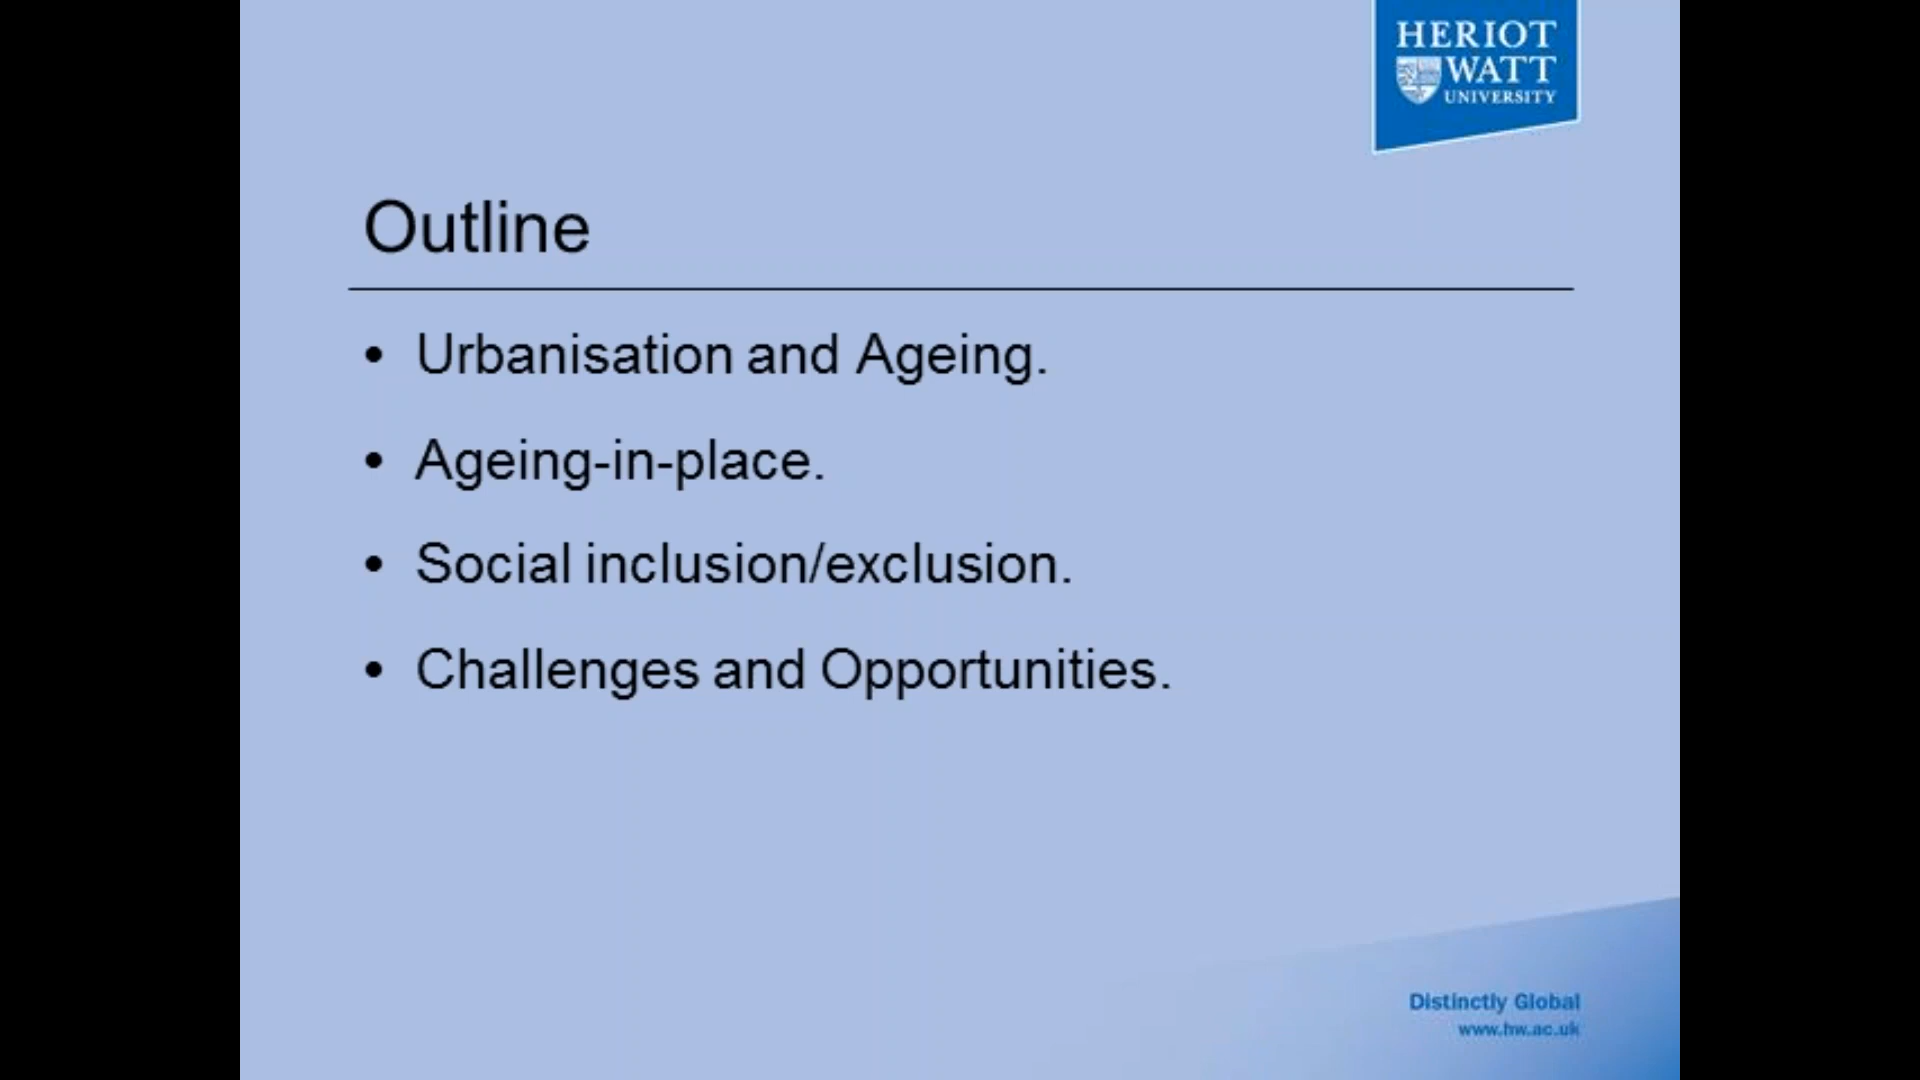 HERIOT
WATT
UNIVERSITY
Outline
• Urbanisation and Ageing.
• Ageing-in-place.
• Social inclusion/exclusion.
• Challenges and Opportunities.
Distinctly Global
www.hw.ac.uk